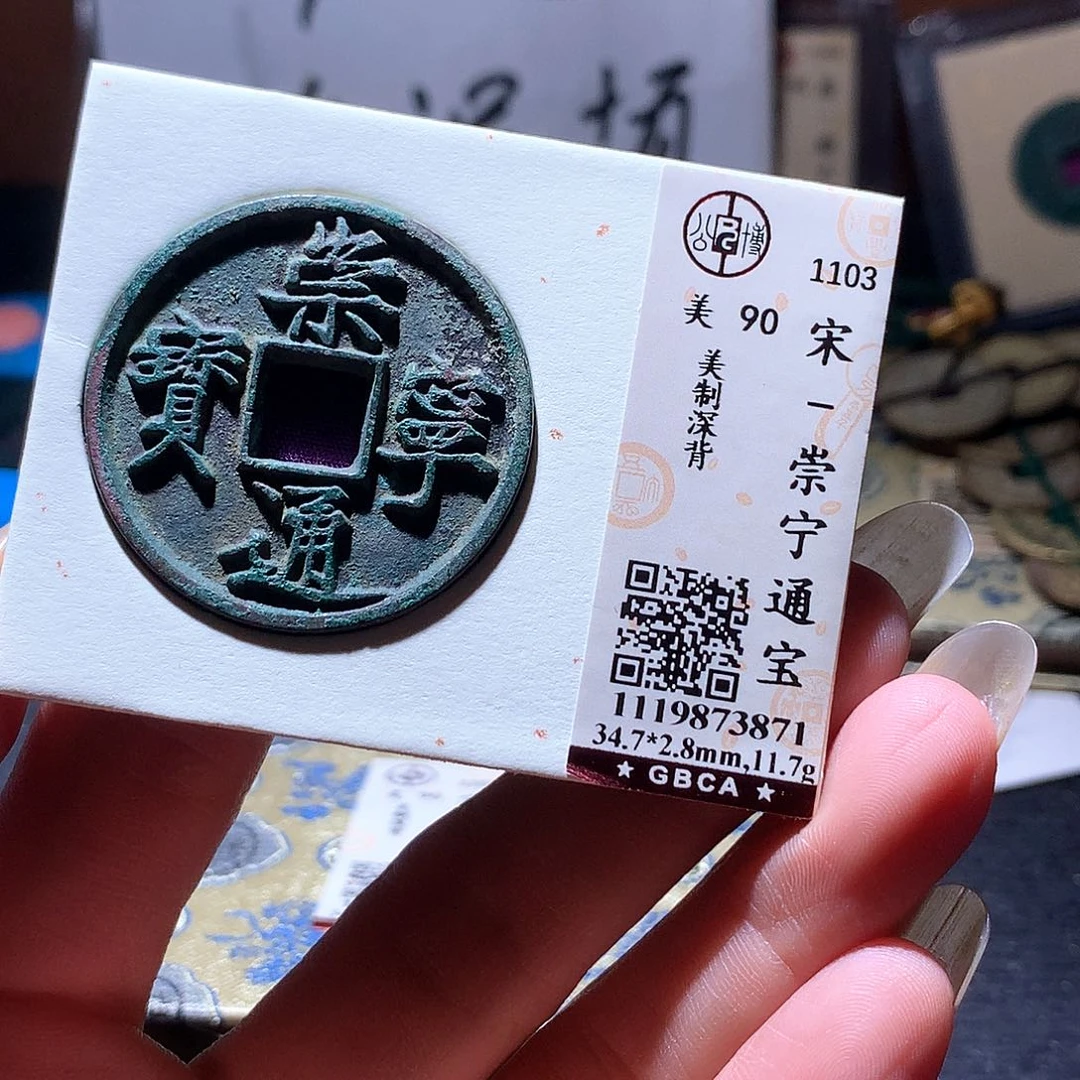 崇
寧
通
寶
公博
1103
美 90
宋一崇宁通宝
美制深背
1119873871
34.7*2.8mm,11.7g
★ GBCA ★